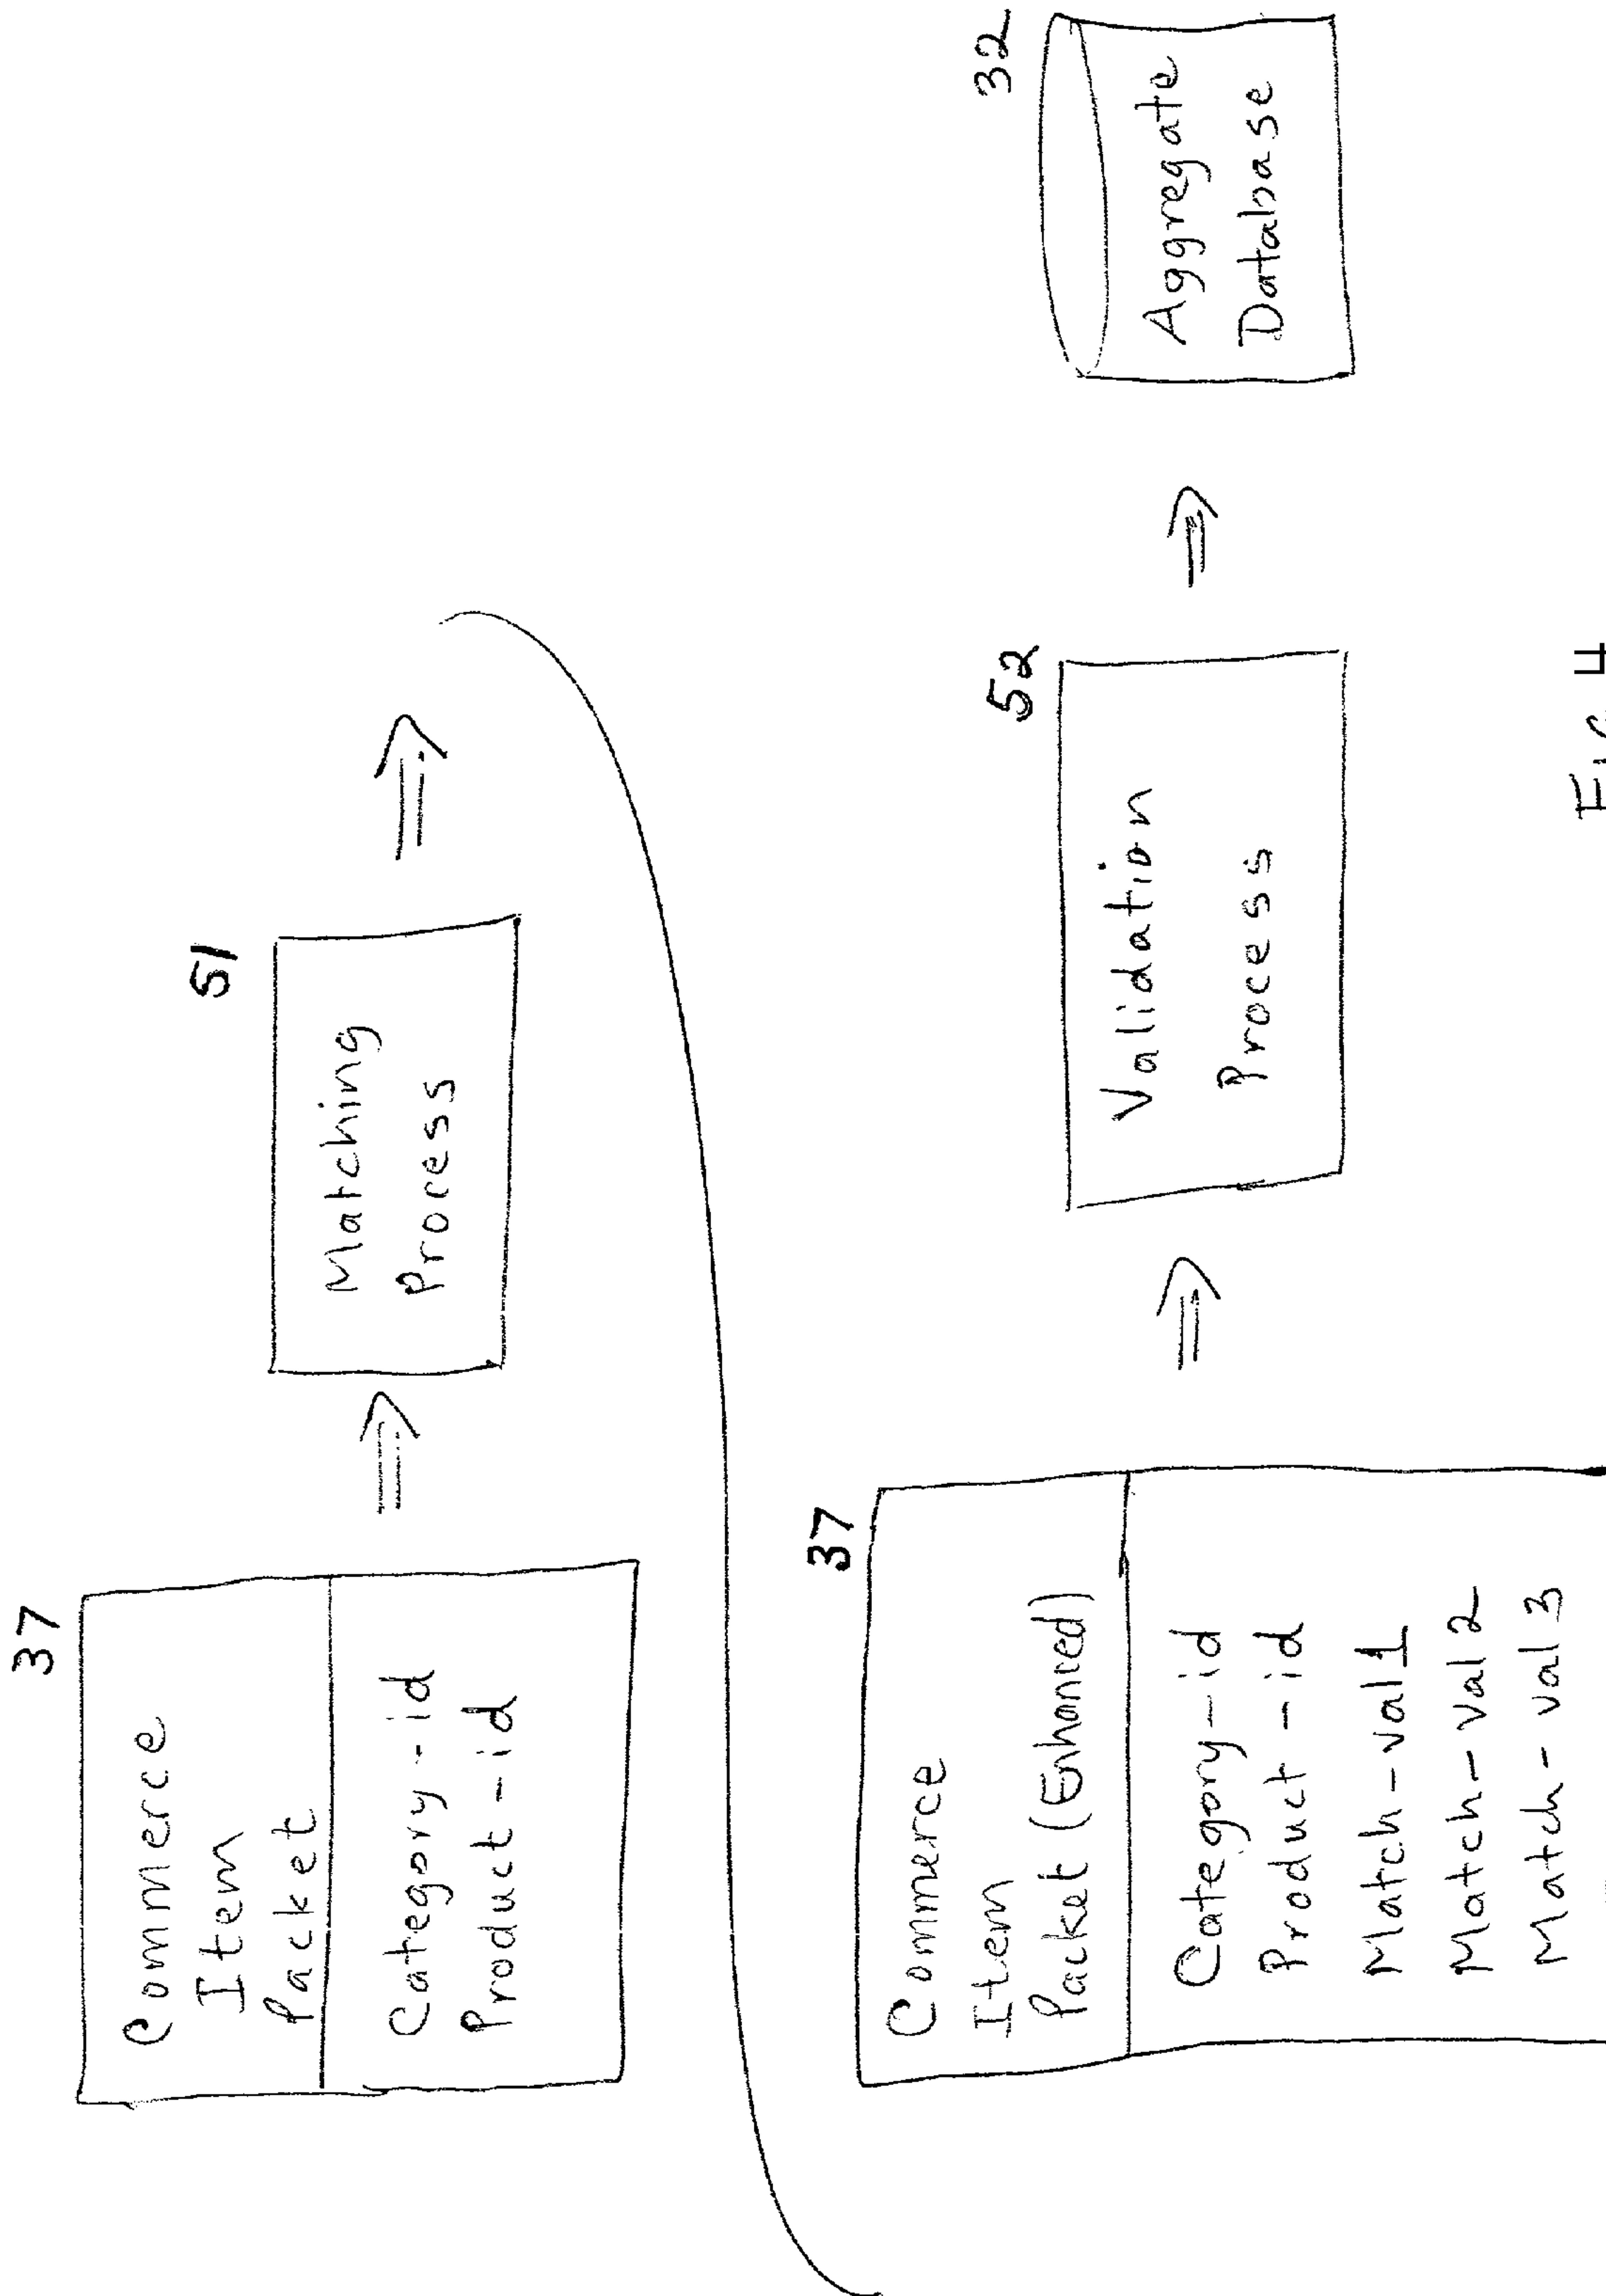 37
Commerce
Item
Packet
Category-id
Product-id
51
Matching
Process
37
Commerce
Item
Packet (Enhanced)
Category-id
Product-id
Match-val1
Match-val2
Match-val3
52
Validation
Process
32
Aggregate
Database